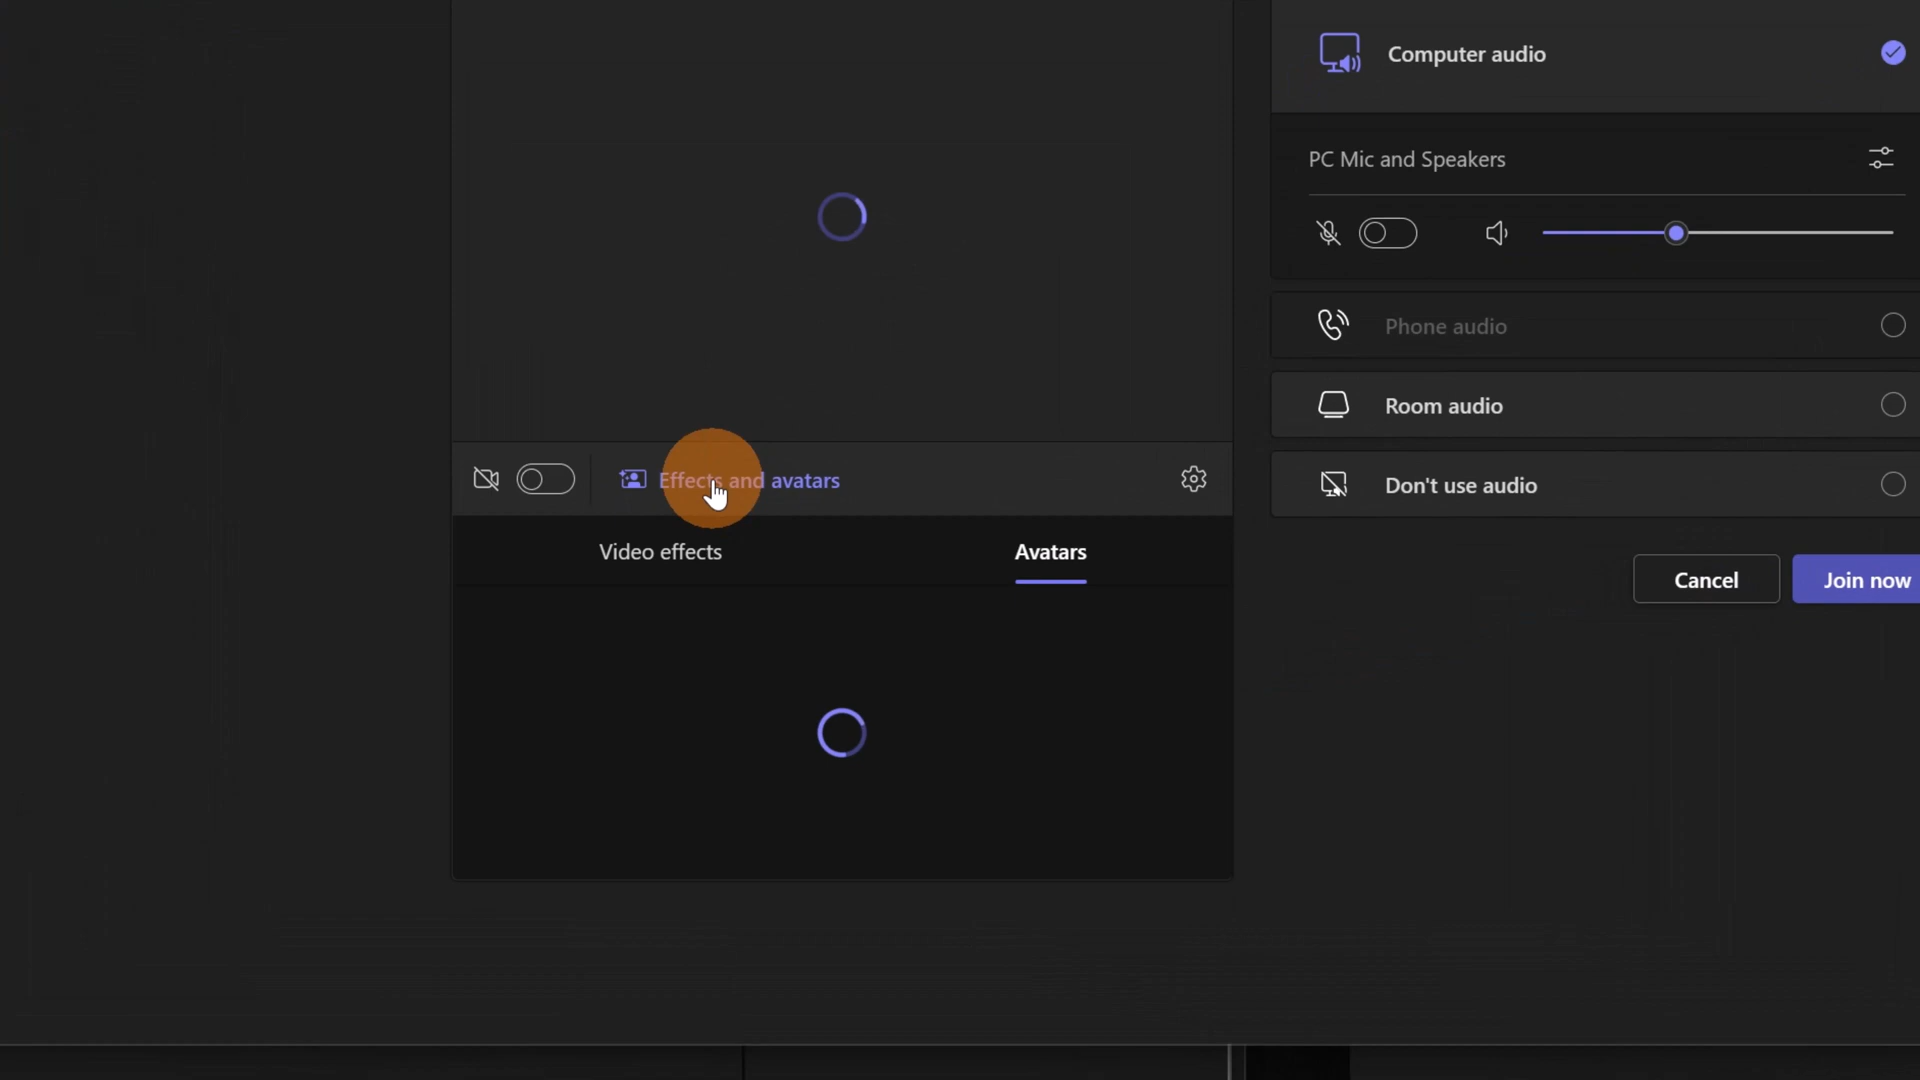 Computer audio
PC Mic and Speakers
Phone audio
Room audio
Effects and avatars
Don't use audio
Video effects
Avatars
Cancel
Join now